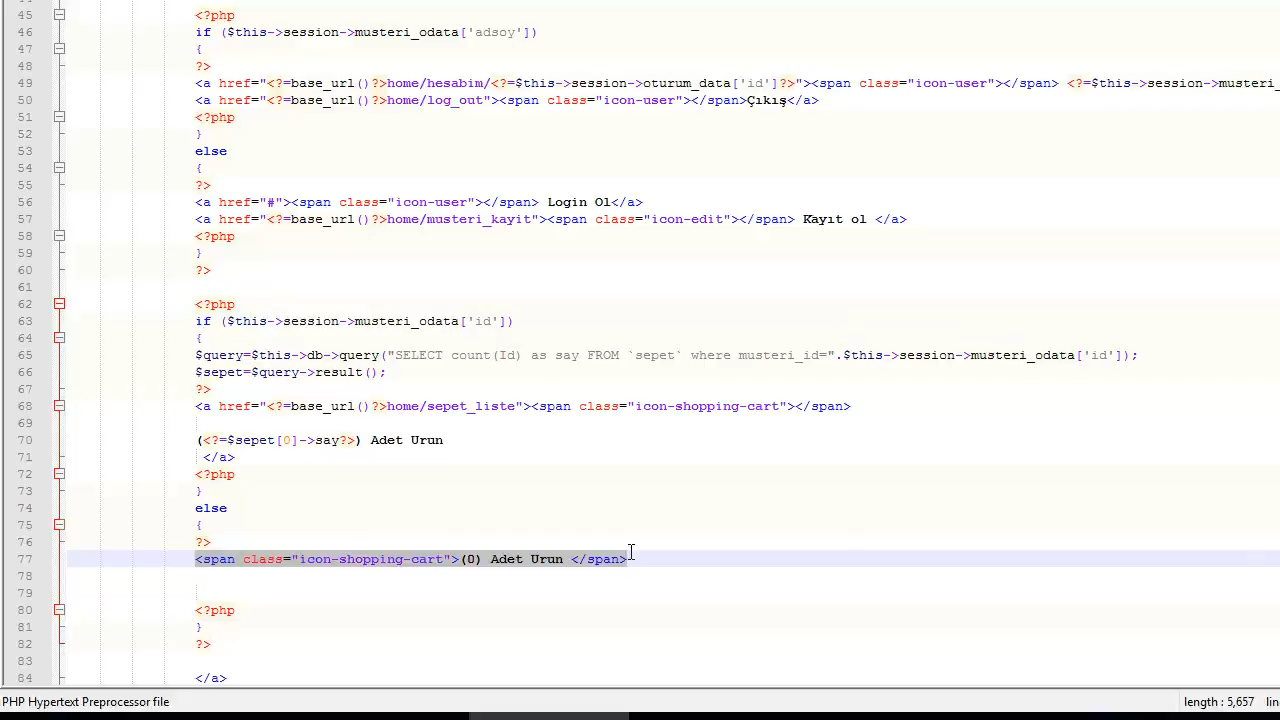 45 <?php
46 if ($this->session->musteri_odata['adsoy'])
47 {
48 ?>
49 <a href="<?=base_url()?>home/hesabim/<?=$this->session->oturum_data['id']?>"><span class="icon-user"></span> <?=$this->session->musteri_
50 <a href="<?=base_url()?>home/log_out"><span class="icon-user"></span>Çıkış</a>
51 <?php
52 }
53 else
54 {
55 ?>
56 <a href="#"><span class="icon-user"></span> Login Ol</a>
57 <a href="<?=base_url()?>home/musteri_kayit"><span class="icon-edit"></span> Kayıt ol </a>
58 <?php
59 }
60 ?>
61
62 <?php
63 if ($this->session->musteri_odata['id'])
64 {
65 $query=$this->db->query("SELECT count(Id) as say FROM `sepet` where musteri_id=".$this->session->musteri_odata['id']);
66 $sepet=$query->result();
67 ?>
68 <a href="<?=base_url()?>home/sepet_liste"><span class="icon-shopping-cart"></span>
69
70 (<?=$sepet[0]->say?>) Adet Urun
71 </a>
72 <?php
73 }
74 else
75 {
76 ?>
77 <span class="icon-shopping-cart">(0) Adet Urun </span>
78
79
80 <?php
81 }
82 ?>
83
84 </a>
PHP Hypertext Preprocessor file length : 5,657 lin